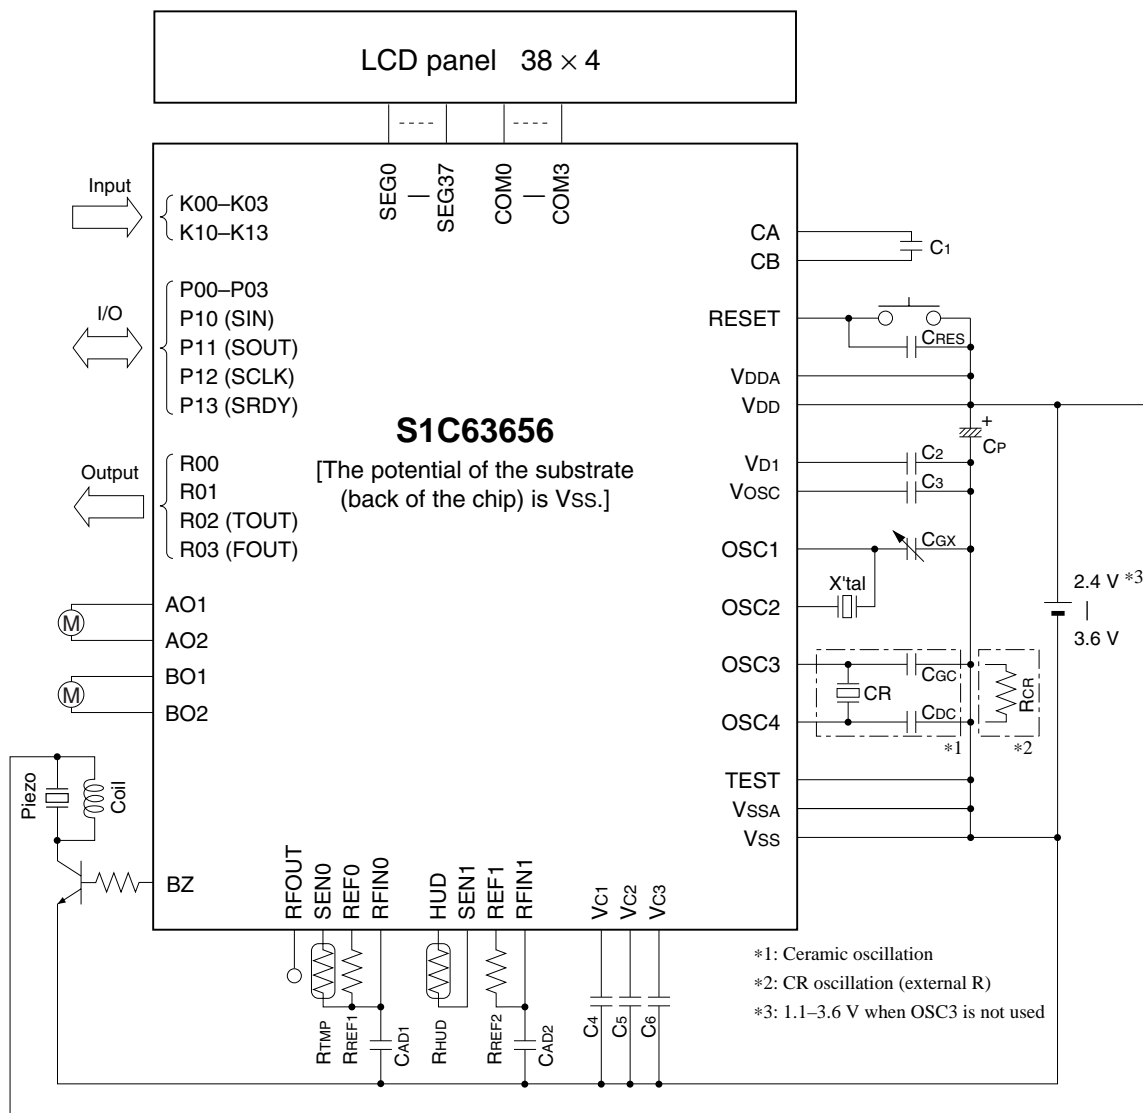 LCD panel 38 × 4
SEG0
SEG37
COM0
COM3
Input
K00–K03
K10–K13
I/O
P00–P03
P10 (SIN)
P11 (SOUT)
P12 (SCLK)
P13 (SRDY)
Output
R00
R01
R02 (TOUT)
R03 (FOUT)
M
AO1
AO2
M
BO1
BO2
Piezo
Coil
BZ
S1C63656
[The potential of the substrate
(back of the chip) is VSS.]
CA
CB
C1
RESET
CRES
VDDA
VDD
+
CP
VD1
C2
VOSC
C3
OSC1
CGX
X'tal
OSC2
2.4 V *3
|
3.6 V
OSC3
CGC
CR
RCR
OSC4
CDC
*1
*2
TEST
VSSA
VSS
RFOUT
SEN0
REF0
RFIN0
HUD
SEN1
REF1
RFIN1
VC1
VC2
VC3
RTMP
RREF1
CAD1
RHUD
RREF2
CAD2
C4
C5
C6
*1: Ceramic oscillation
*2: CR oscillation (external R)
*3: 1.1–3.6 V when OSC3 is not used